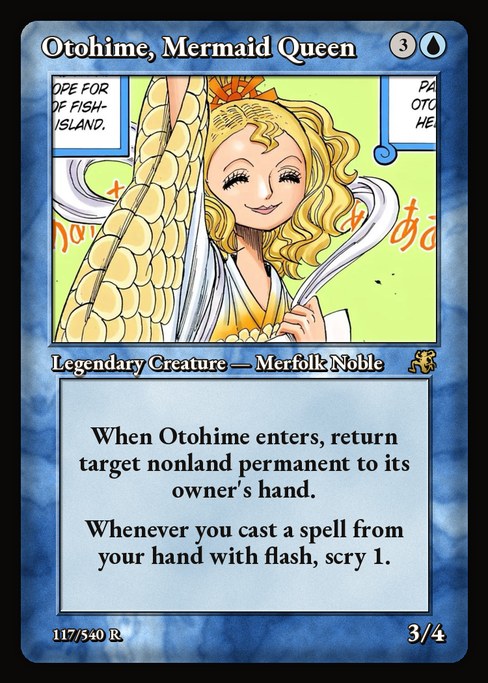 Otohime, Mermaid Queen 3
OPE FOR
OF FISH-
ISLAND.
PA
OTO
HE
Legendary Creature — Merfolk Noble
When Otohime enters, return
target nonland permanent to its
owner's hand.
Whenever you cast a spell from
your hand with flash, scry 1.
117/540 R
3/4